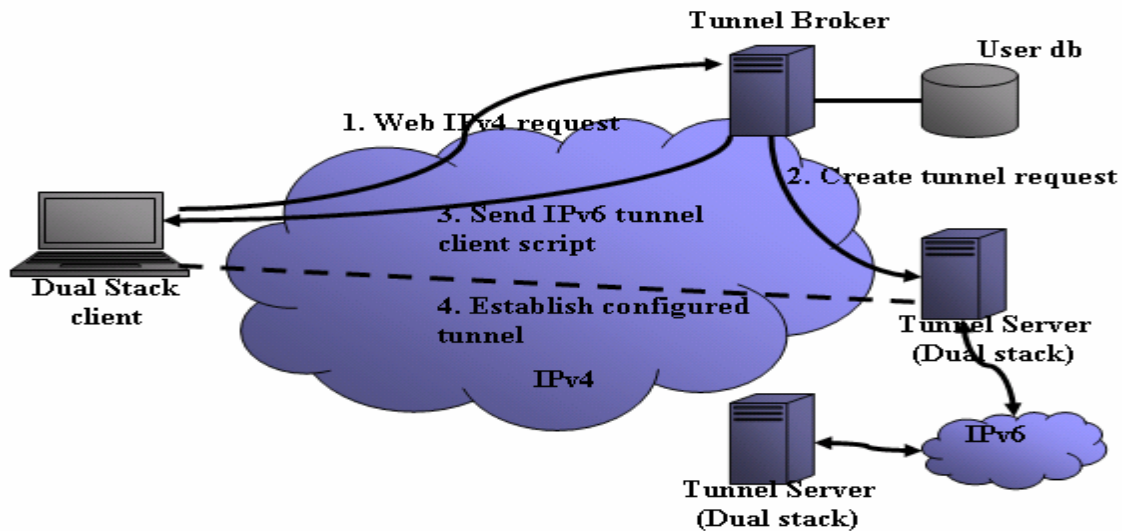 Tunnel Broker
User db
1. Web IPv4 request
2. Create tunnel request
3. Send IPv6 tunnel
client script
Dual Stack
client
4. Establish configured
tunnel
Tunnel Server
(Dual stack)
IPv4
IPv6
Tunnel Server
(Dual stack)